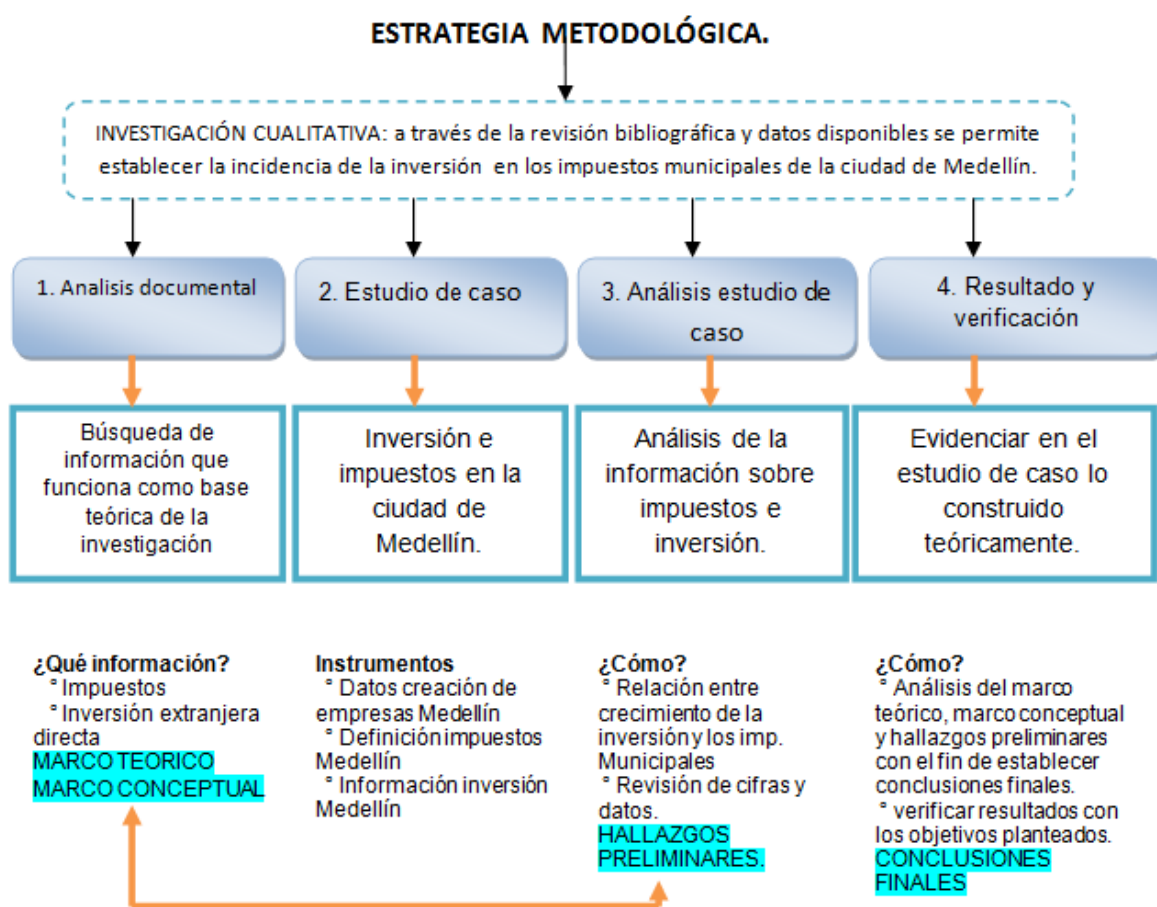 ESTRATEGIA METODOLÓGICA.
INVESTIGACIÓN CUALITATIVA: a través de la revisión bibliográfica y datos disponibles se permite
establecer la incidencia de la inversión en los impuestos municipales de la ciudad de Medellín.
1. Analisis documental
2. Estudio de caso
3. Análisis estudio de
caso
4. Resultado y
verificación
Búsqueda de
información que
funciona como base
teórica de la
investigación
Inversión e
impuestos en la
ciudad de
Medellín.
Análisis de la
información sobre
impuestos e
inversión.
Evidenciar en el
estudio de caso lo
construido
teóricamente.
¿Qué información?
° Impuestos
° Inversión extranjera
directa
MARCO TEORICO
MARCO CONCEPTUAL
Instrumentos
° Datos creación de
empresas Medellín
° Definición impuestos
Medellín
° Información inversión
Medellín
¿Cómo?
° Relación entre
crecimiento de la
inversión y los imp.
Municipales
° Revisión de cifras y
datos.
HALLAZGOS
PRELIMINARES.
¿Cómo?
° Análisis del marco
teórico, marco conceptual
y hallazgos preliminares
con el fin de establecer
conclusiones finales.
° verificar resultados con
los objetivos planteados.
CONCLUSIONES
FINALES